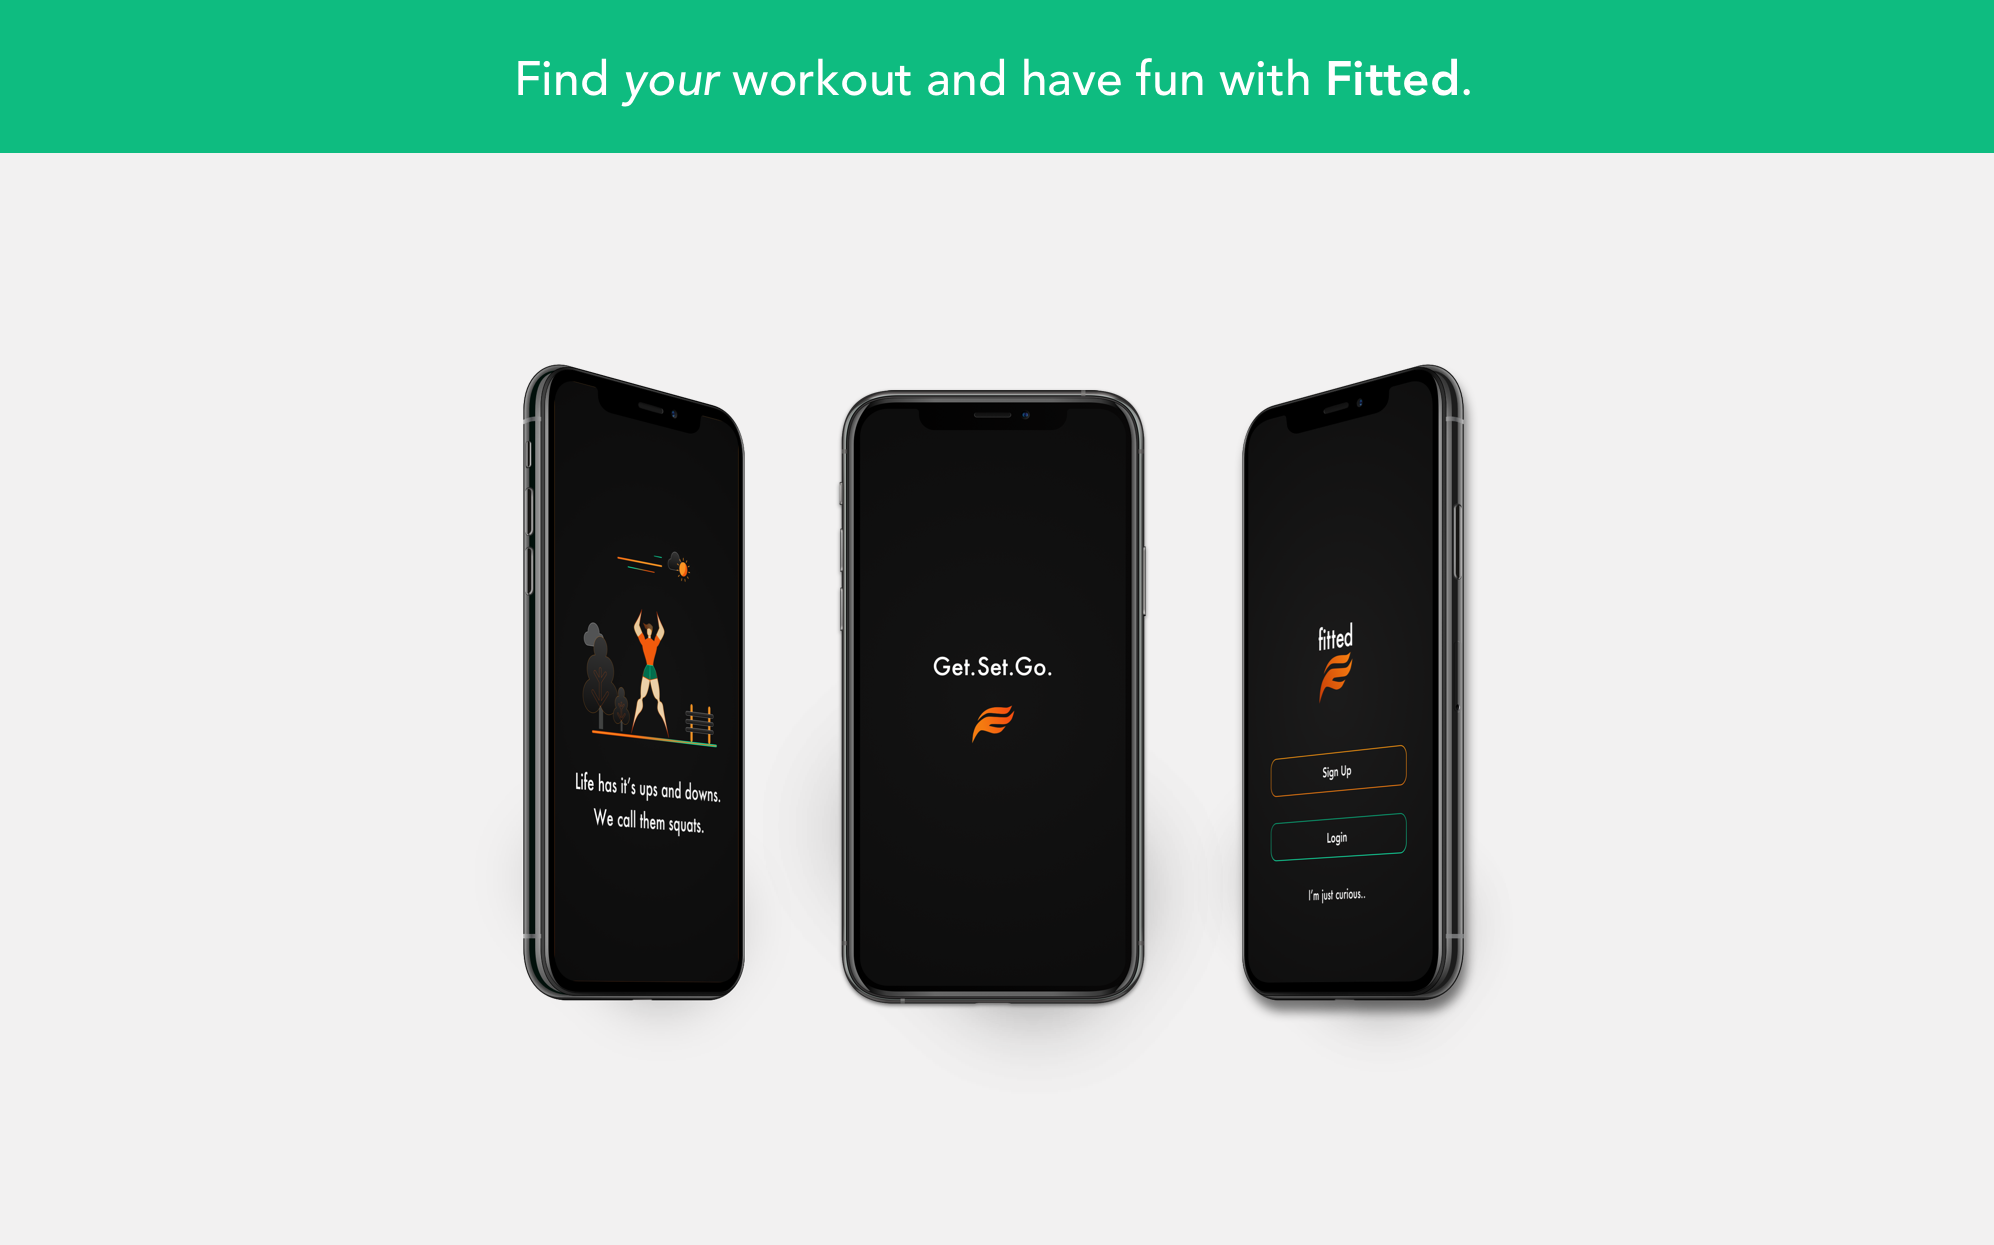 Find your workout and have fun with Fitted.
Life has it's ups and downs.
We call them squats.
Get.Set.Go.
fitted
Sign Up
Login
I'm just curious..